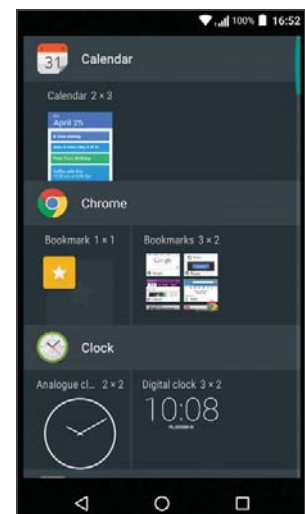 100% 16:52
31 Calendar
Calendar 2 × 3
April 25
Chrome
Bookmark 1 × 1 Bookmarks 3 × 2
Clock
Analogue cl... 2 × 2 Digital clock 3 × 2
10:08